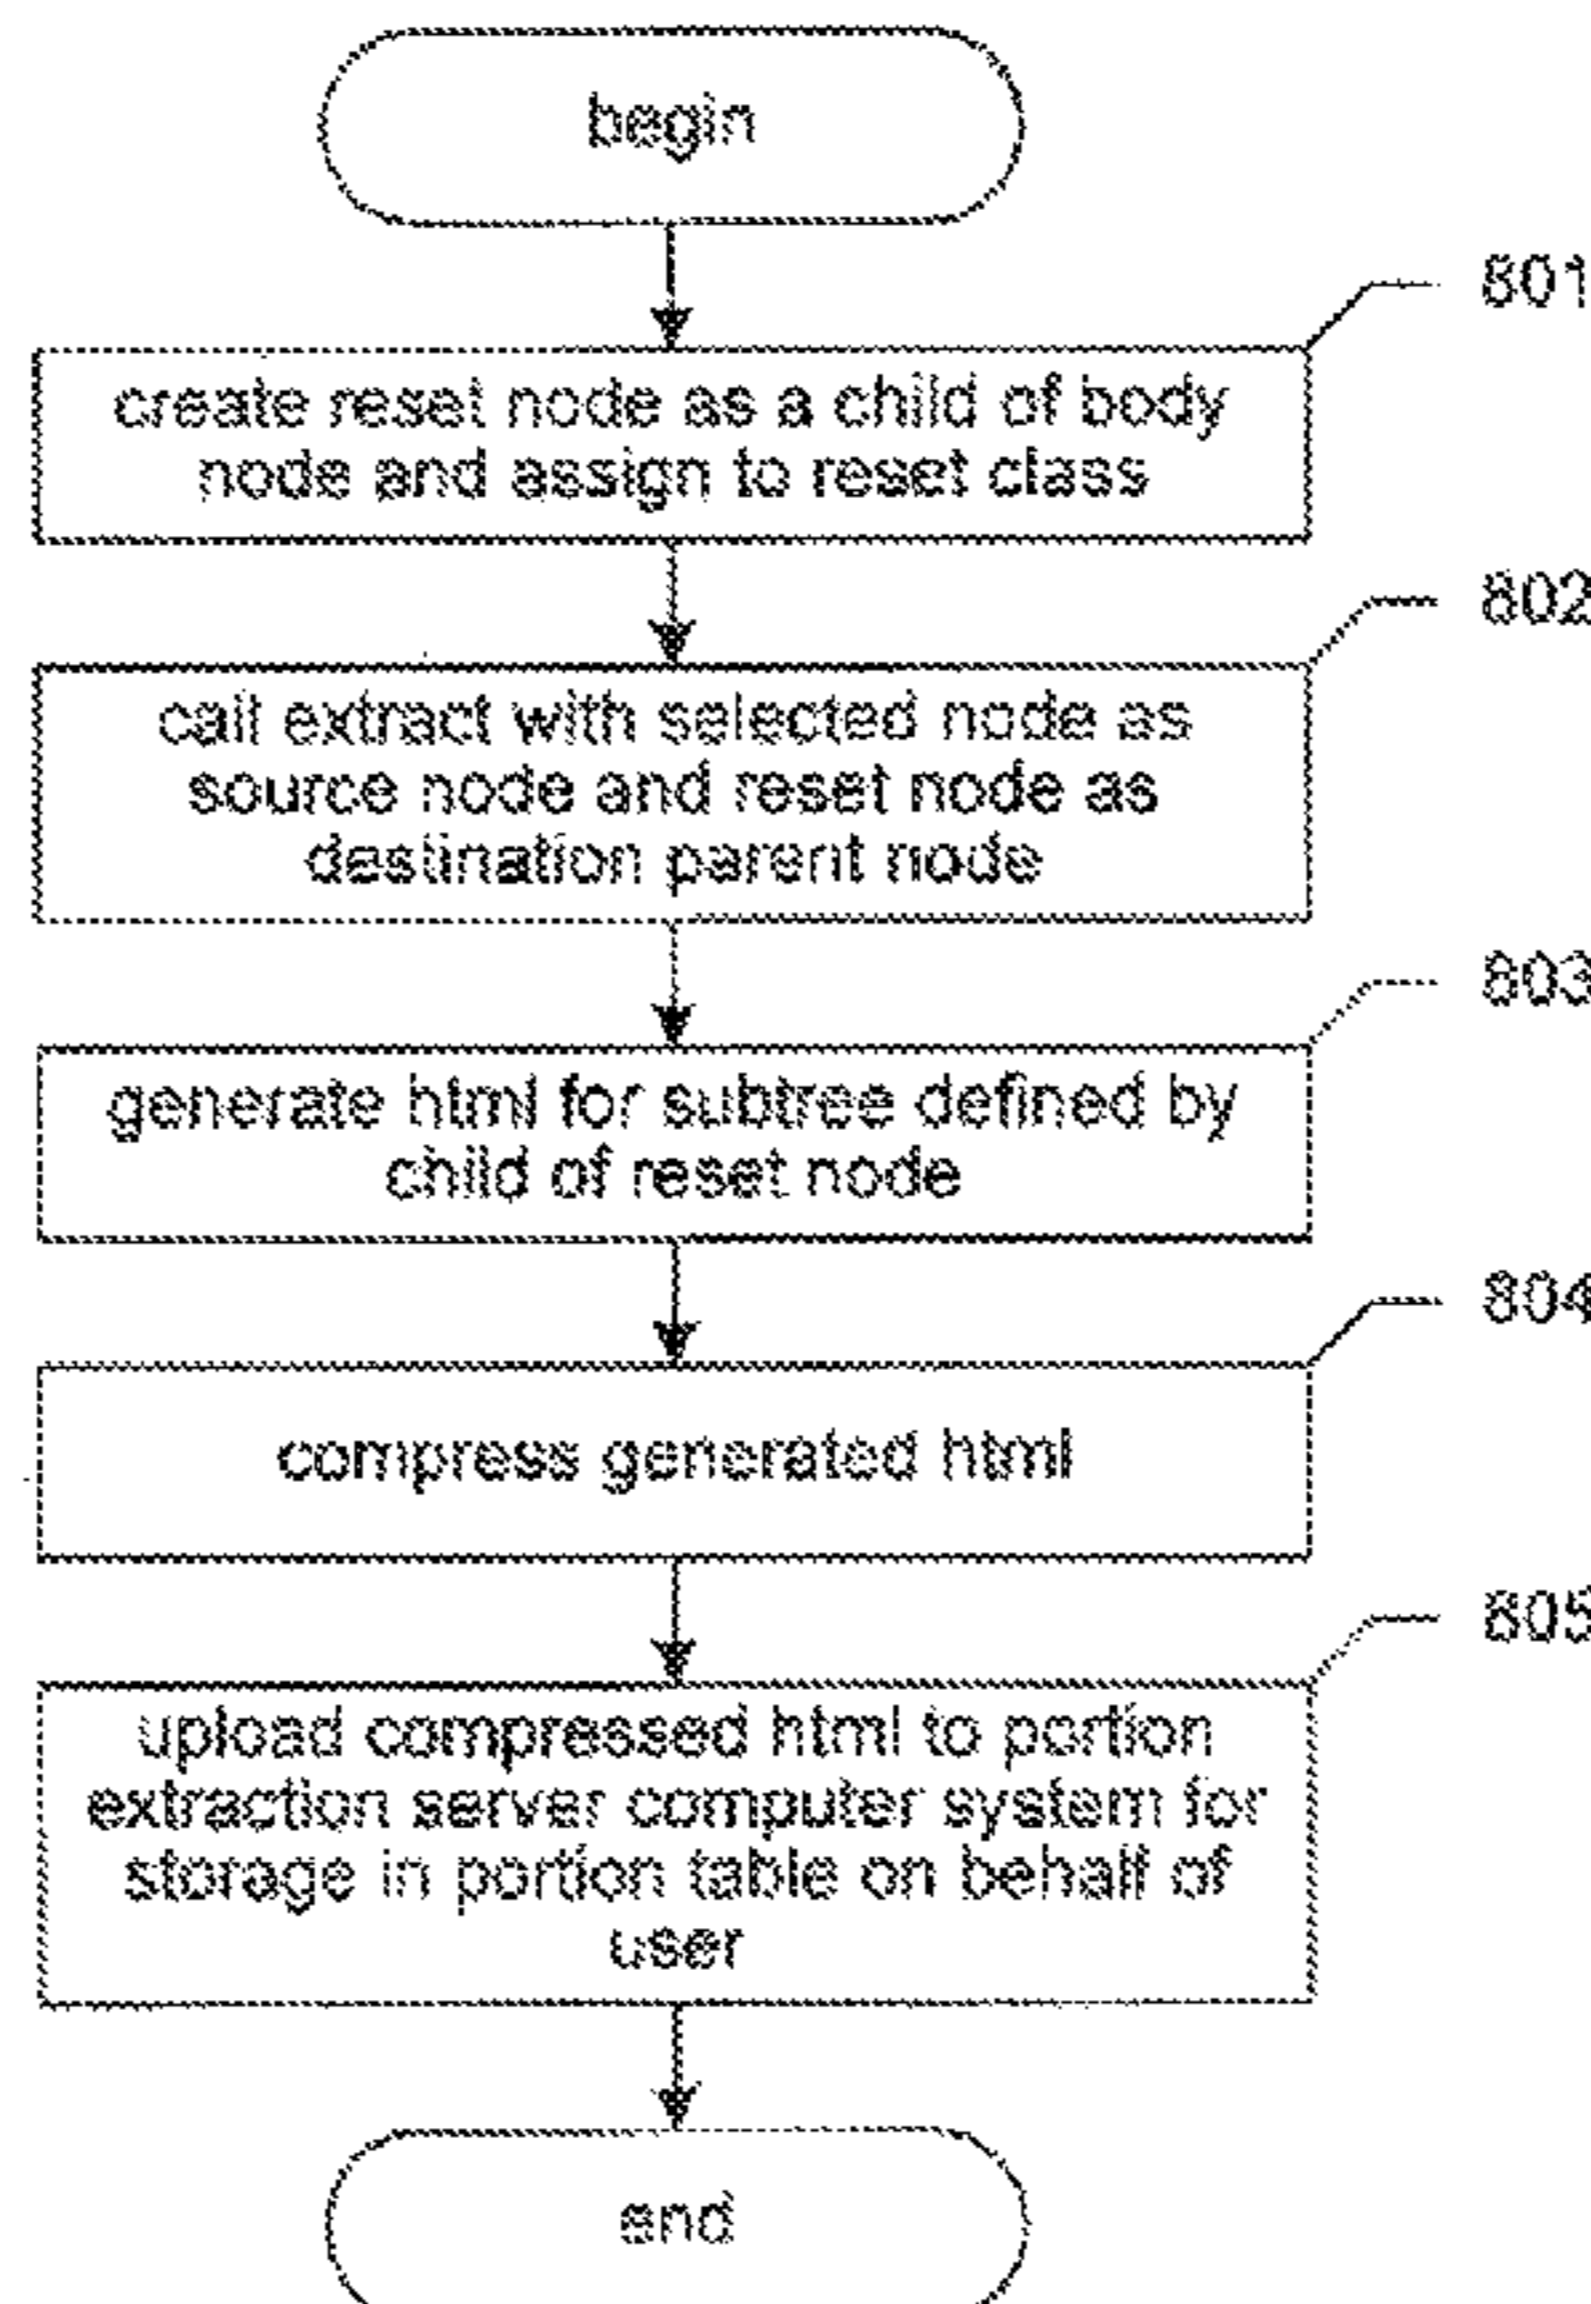 begin
801
create reset node as a child of body
node and assign to reset class
802
call extract with selected node as
source node and reset node as
destination parent node
803
generate html for subtree defined by
child of reset node
804
compress generated html
805
upload compressed html to portion
extraction server computer system for
storage in portion table on behalf of
user
end